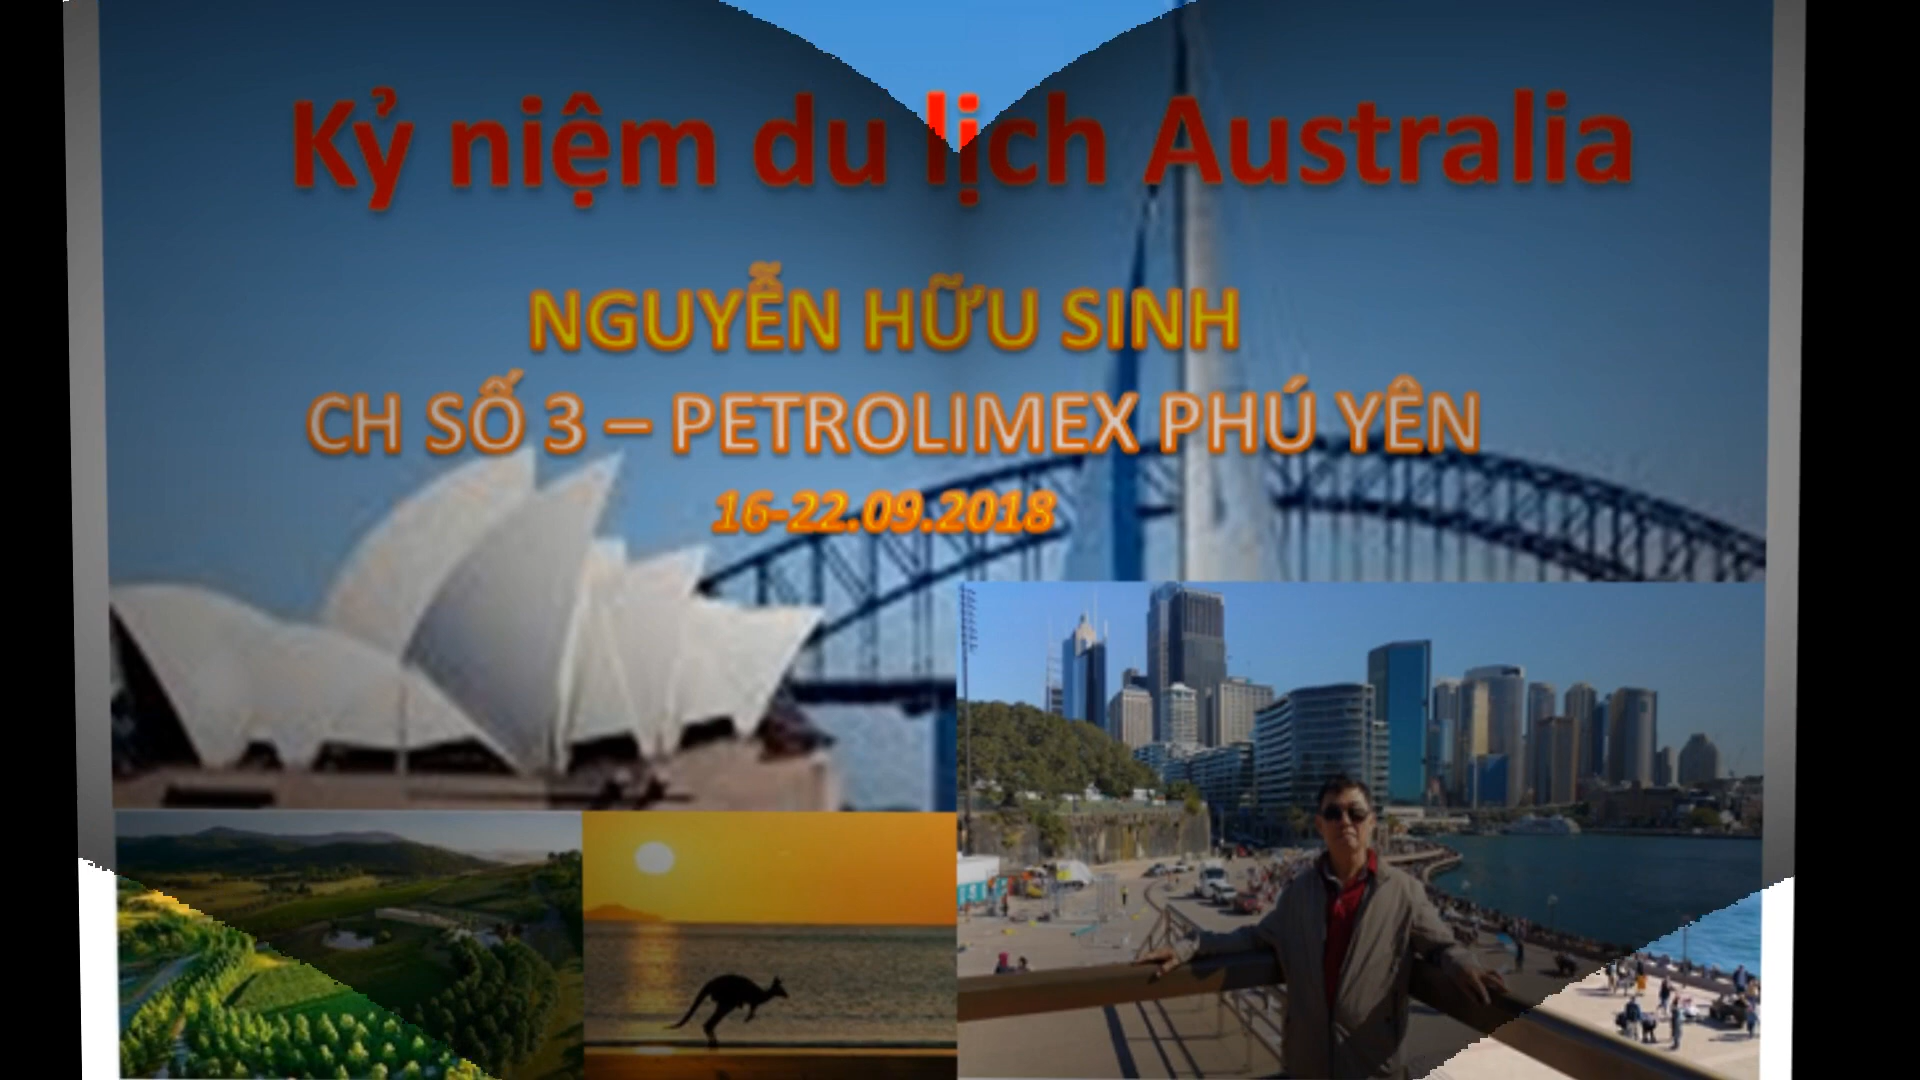 Kỷ niệm du lịch Australia
NGUYỄN HỮU SINH
CH SỐ 3 – PETROLIMEX PHÚ YÊN
16-22.09.2018